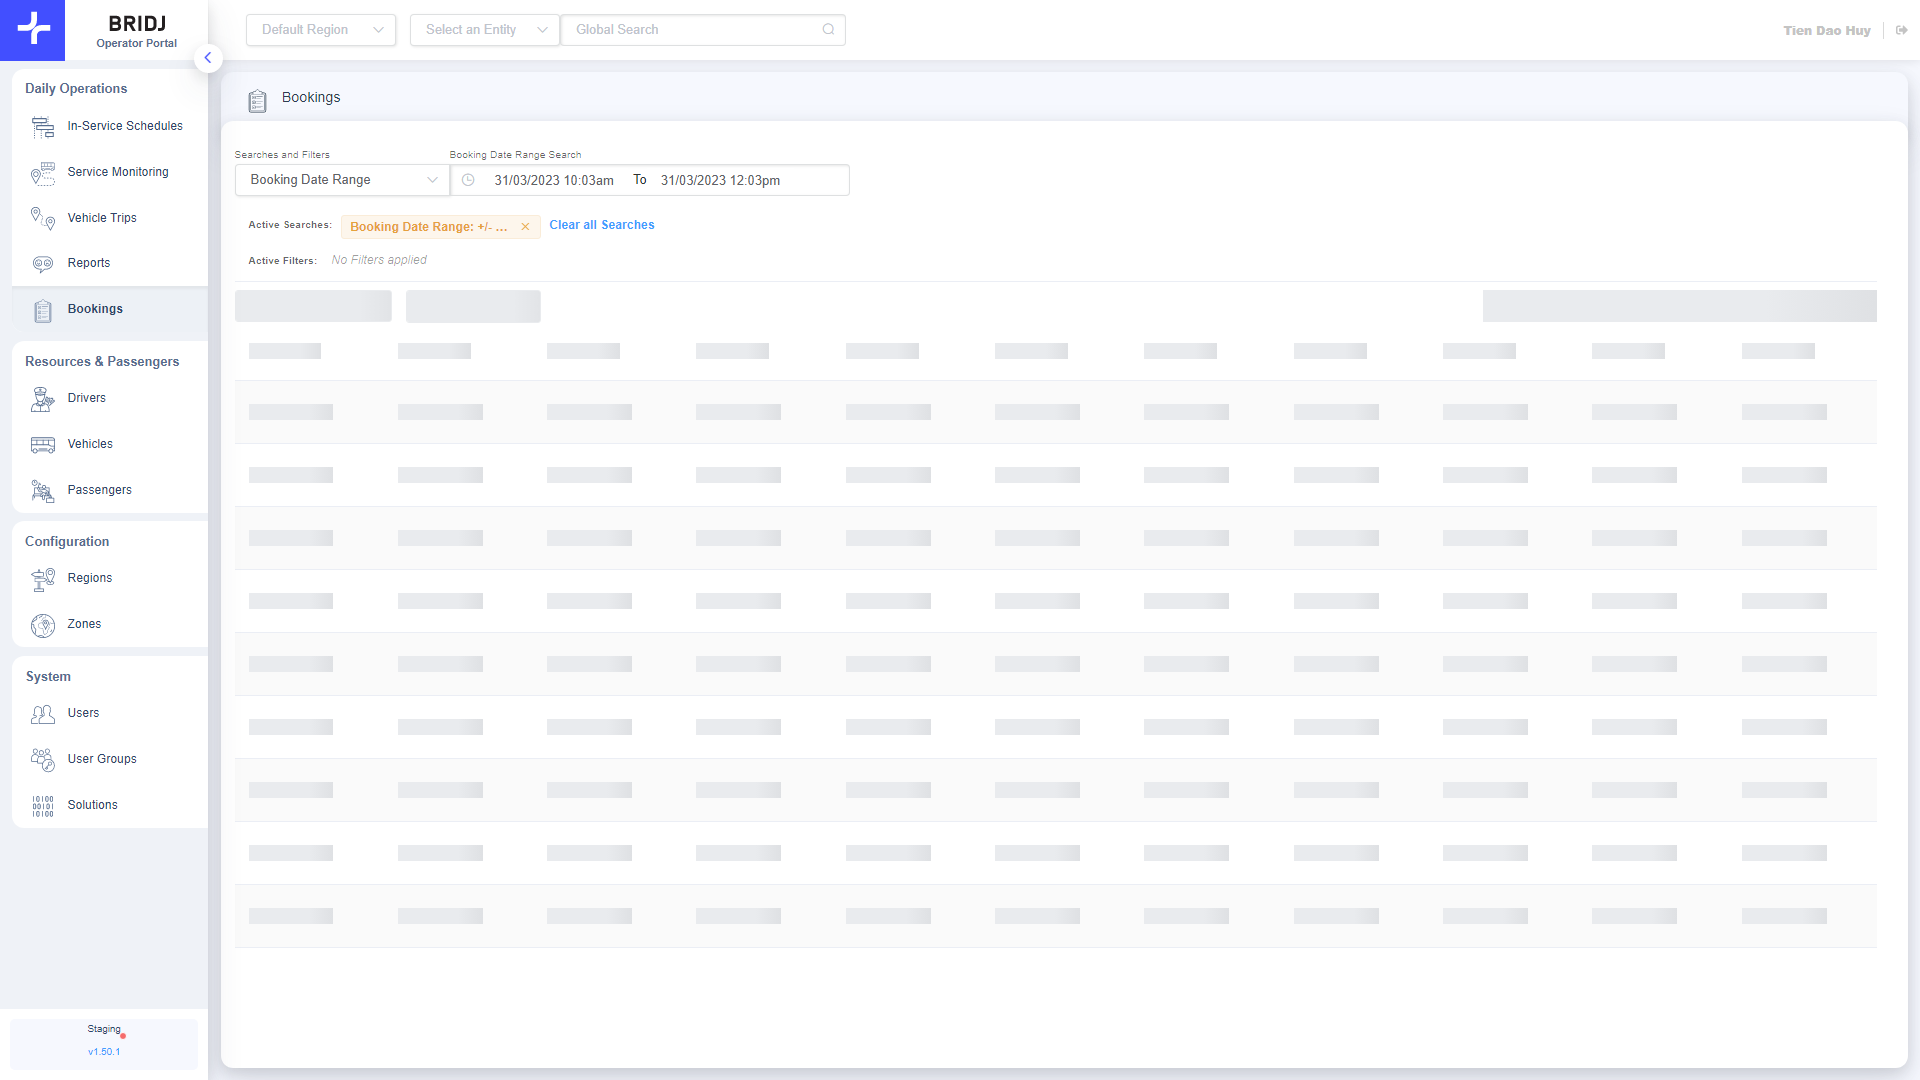 BRIDJ
Operator Portal
Default Region
Select an Entity
Global Search
Tien Dao Huy
Daily Operations
In-Service Schedules
Service Monitoring
Vehicle Trips
Reports
Bookings
Resources & Passengers
Drivers
Vehicles
Passengers
Configuration
Regions
Zones
System
Users
User Groups
Solutions
Staging
v1.50.1
Bookings
Searches and Filters
Booking Date Range Search
Booking Date Range
31/03/2023 10:03am To 31/03/2023 12:03pm
Active Searches: Booking Date Range: +/- ... Clear all Searches
Active Filters: No Filters applied